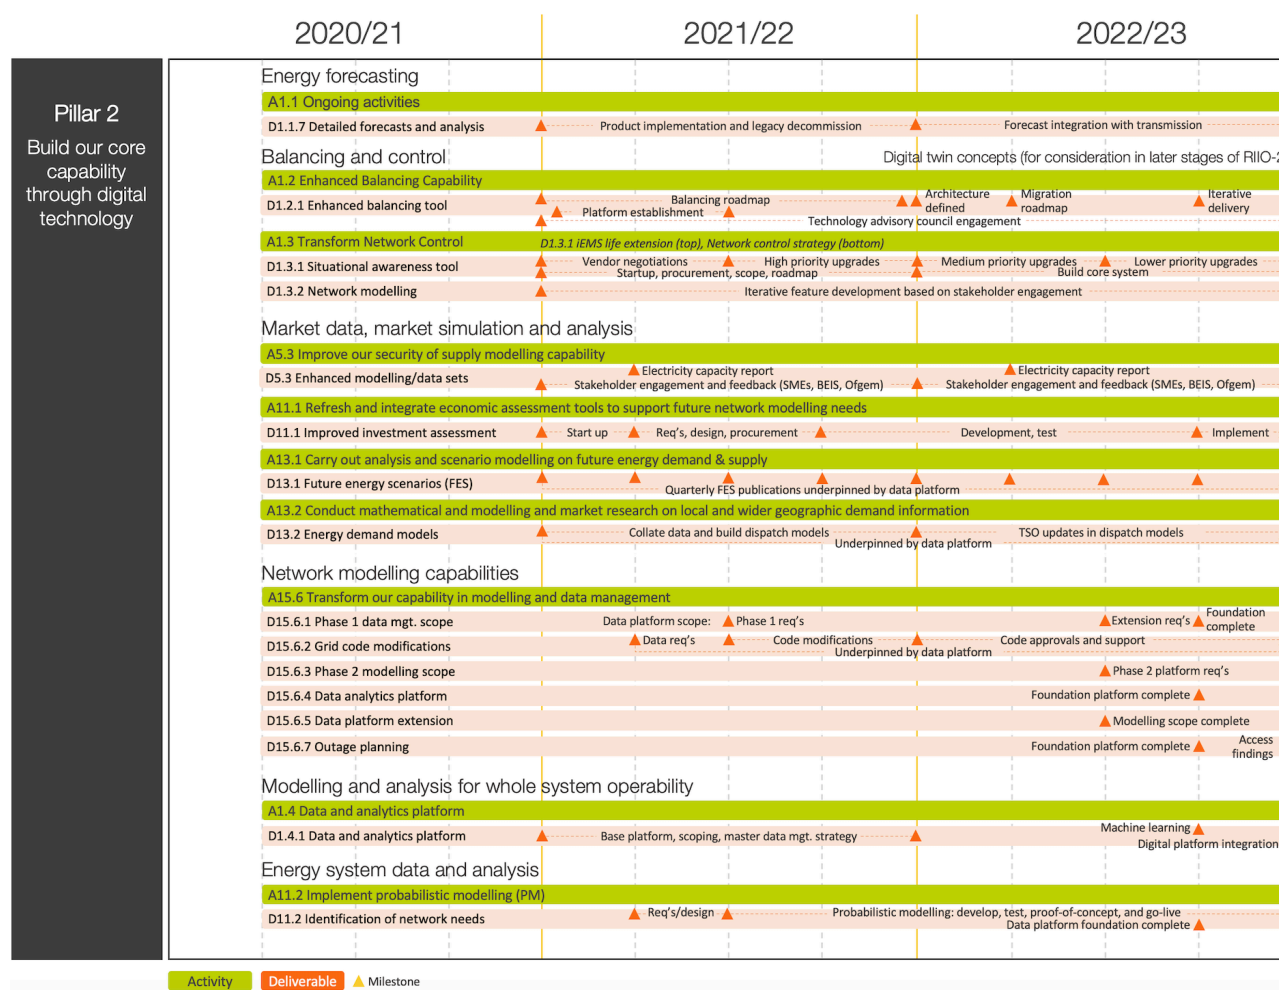 2020/21
2021/22
2022/23
Pillar 2
Build our core
capability
through digital
technology
Energy forecasting
A1.1 Ongoing activities
D1.1.7 Detailed forecasts and analysis
Product implementation and legacy decommission
Forecast integration with transmission
Balancing and control
Digital twin concepts (for consideration in later stages of RIIO-2
A1.2 Enhanced Balancing Capability
D1.2.1 Enhanced balancing tool
Balancing roadmap
Architecture
defined
Migration
roadmap
Iterative
delivery
Platform establishment
Technology advisory council engagement
A1.3 Transform Network Control
D1.3.1 iEMS life extension (top), Network control strategy (bottom)
D1.3.1 Situational awareness tool
Vendor negotiations
High priority upgrades
Medium priority upgrades
Lower priority upgrades
Startup, procurement, scope, roadmap
Build core system
D1.3.2 Network modelling
Iterative feature development based on stakeholder engagement
Market data, market simulation and analysis
A5.3 Improve our security of supply modelling capability
D5.3 Enhanced modelling/data sets
Electricity capacity report
Electricity capacity report
Stakeholder engagement and feedback (SMEs, BEIS, Ofgem)
Stakeholder engagement and feedback (SMEs, BEIS, Ofgem)
A11.1 Refresh and integrate economic assessment tools to support future network modelling needs
D11.1 Improved investment assessment
Start up
Req's, design, procurement
Development, test
Implement
A13.1 Carry out analysis and scenario modelling on future energy demand & supply
D13.1 Future energy scenarios (FES)
Quarterly FES publications underpinned by data platform
A13.2 Conduct mathematical and modelling and market research on local and wider geographic demand information
D13.2 Energy demand models
Collate data and build dispatch models
TSO updates in dispatch models
Underpinned by data platform
Network modelling capabilities
A15.6 Transform our capability in modelling and data management
D15.6.1 Phase 1 data mgt. scope
Data platform scope:
Phase 1 req's
Extension req's
Foundation
complete
D15.6.2 Grid code modifications
Data req's
Code modifications
Code approvals and support
Underpinned by data platform
D15.6.3 Phase 2 modelling scope
Phase 2 platform req's
D15.6.4 Data analytics platform
Foundation platform complete
D15.6.5 Data platform extension
Modelling scope complete
D15.6.7 Outage planning
Foundation platform complete
Access
findings
Modelling and analysis for whole system operability
A1.4 Data and analytics platform
D1.4.1 Data and analytics platform
Base platform, scoping, master data mgt. strategy
Machine learning
Digital platform integration
Energy system data and analysis
A11.2 Implement probabilistic modelling (PM)
D11.2 Identification of network needs
Req's/design
Probabilistic modelling: develop, test, proof-of-concept, and go-live
Data platform foundation complete
Activity
Deliverable
Milestone